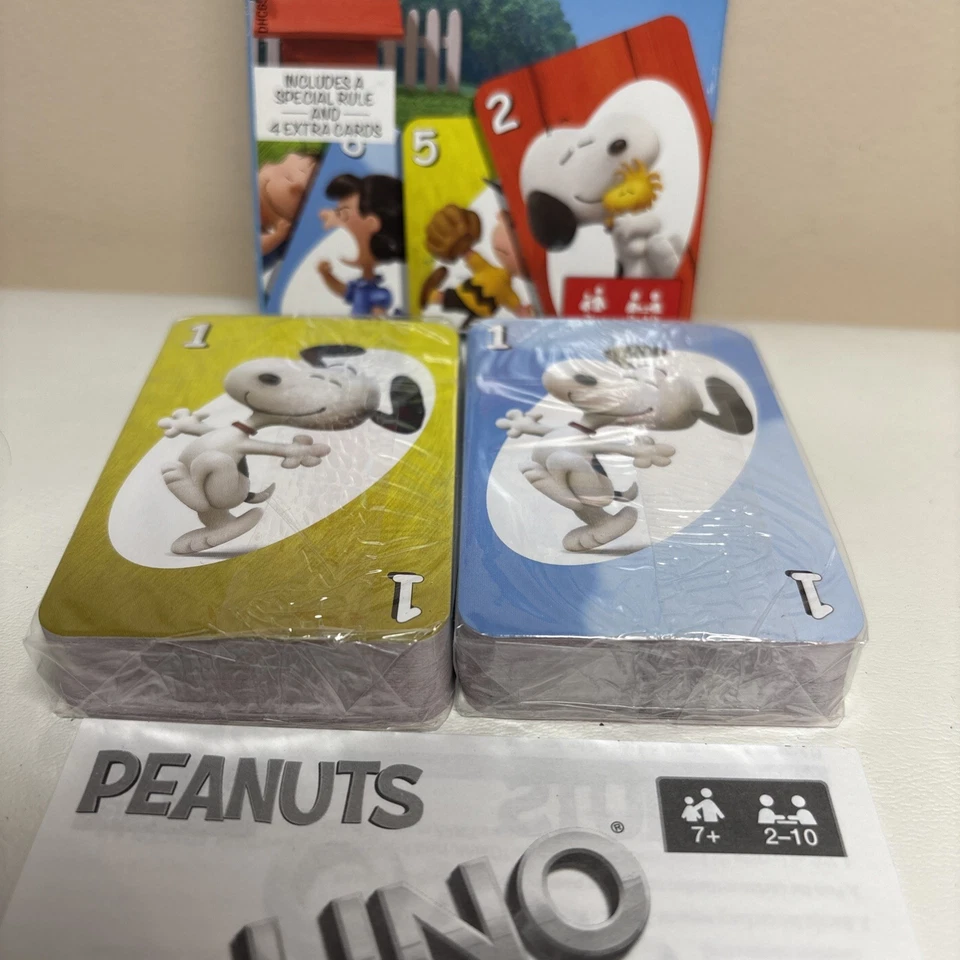 INCLUDES A
SPECIAL RULE
AND
4 EXTRA CARDS
5
2
1
1
1
1
PEANUTS
7+
2-10
UNO
®